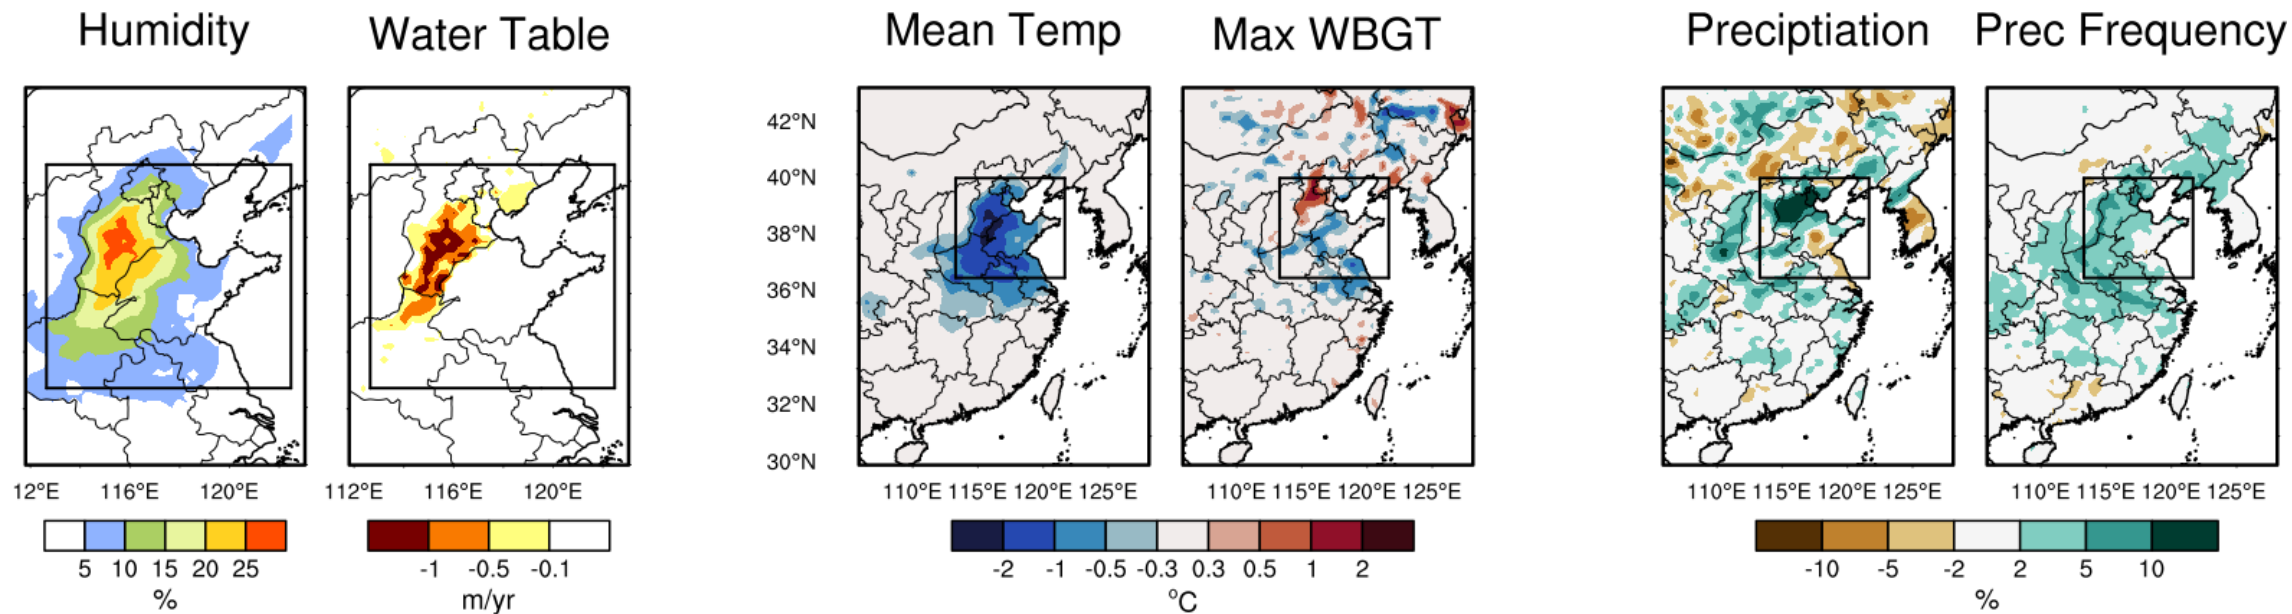 Humidity
Water Table
Mean Temp
Max WBGT
Preciptiation
Prec Frequency
42°N
40°N
38°N
36°N
34°N
32°N
30°N
12°E 116°E 120°E
112°E 116°E 120°E
110°E 115°E 120°E 125°E
110°E 115°E 120°E 125°E
110°E 115°E 120°E 125°E
110°E 115°E 120°E 125°E
5 10 15 20 25
%
-1 -0.5 -0.1
m/yr
-2 -1 -0.5 -0.3 0.3 0.5 1 2
°C
-10 -5 -2 2 5 10
%